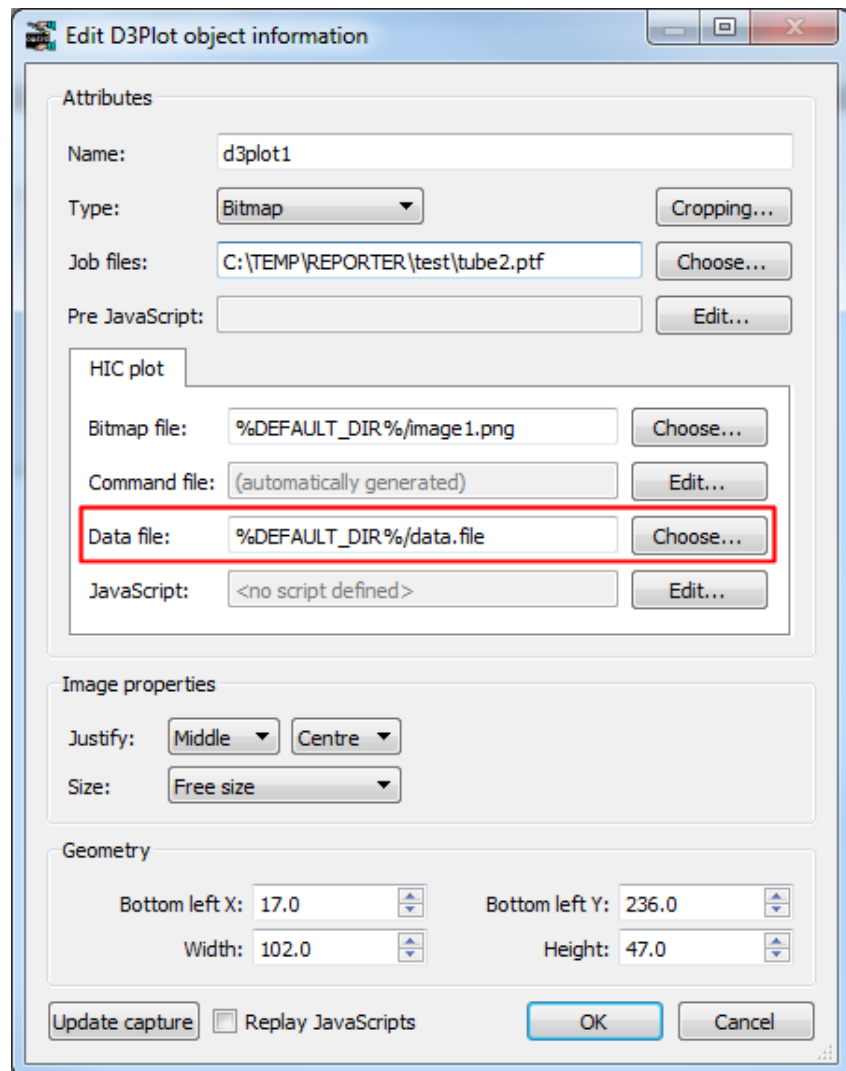 Edit D3Plot object information
Attributes
Name: d3plot1
Type: Bitmap Cropping...
Job files: C:\TEMP\REPORTER\test\tube2.ptf Choose...
Pre JavaScript: Edit...
HIC plot
Bitmap file: %DEFAULT_DIR%/image1.png Choose...
Command file: (automatically generated) Edit...
Data file: %DEFAULT_DIR%/data.file Choose...
JavaScript: <no script defined> Edit...
Image properties
Justify: Middle Centre
Size: Free size
Geometry
Bottom left X: 17.0 Bottom left Y: 236.0
Width: 102.0 Height: 47.0
Update capture Replay JavaScripts OK Cancel